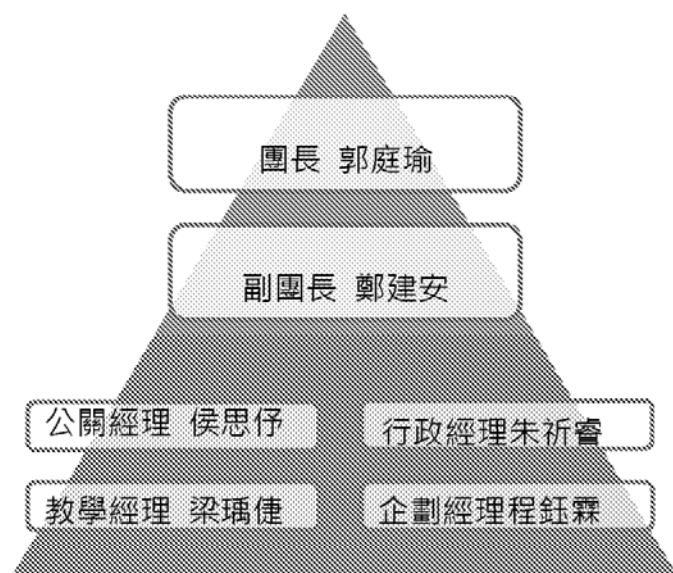 團長 郭庭瑜
副團長 鄭建安
公關經理 侯思伃
行政經理朱祈睿
教學經理 梁瑀倢
企劃經理程鈺霖